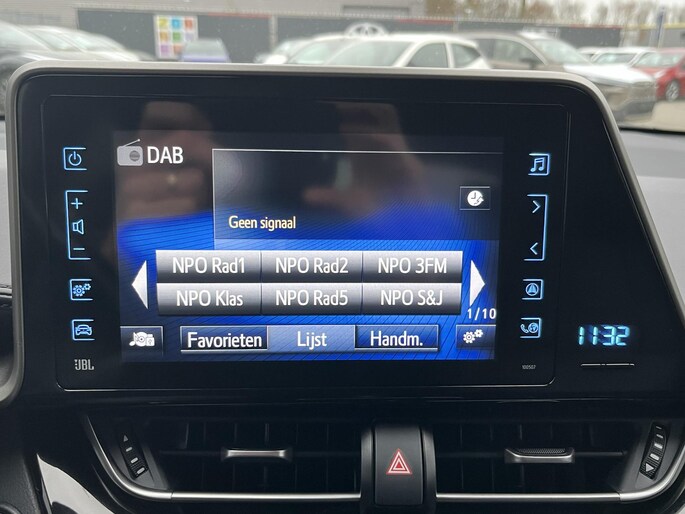 DAB
Geen signaal
NPO Rad1 NPO Rad2 NPO 3FM
NPO Klas NPO Rad5 NPO S&J
1/10
Favorieten Lijst Handm.
JBL
11:32